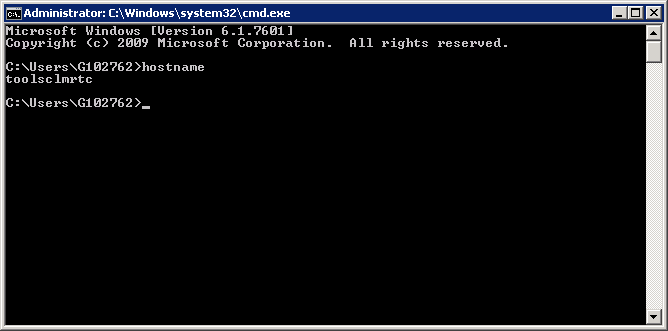 Administrator: C:\Windows\system32\cmd.exe
Microsoft Windows [Version 6.1.7601]
Copyright (c) 2009 Microsoft Corporation.  All rights reserved.
C:\Users\G102762>hostname
toolsclmrtc
C:\Users\G102762>_